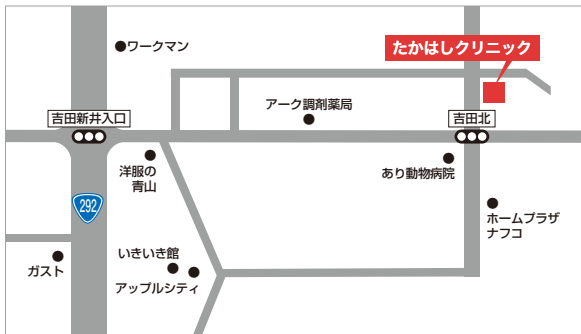 ワークマン
たかはしクリニック
アーク調剤薬局
吉田新井入口
吉田北
洋服の
青山
あり動物病院
292
ホームプラザ
ナフコ
いきいき館
ガスト
アップルシティ